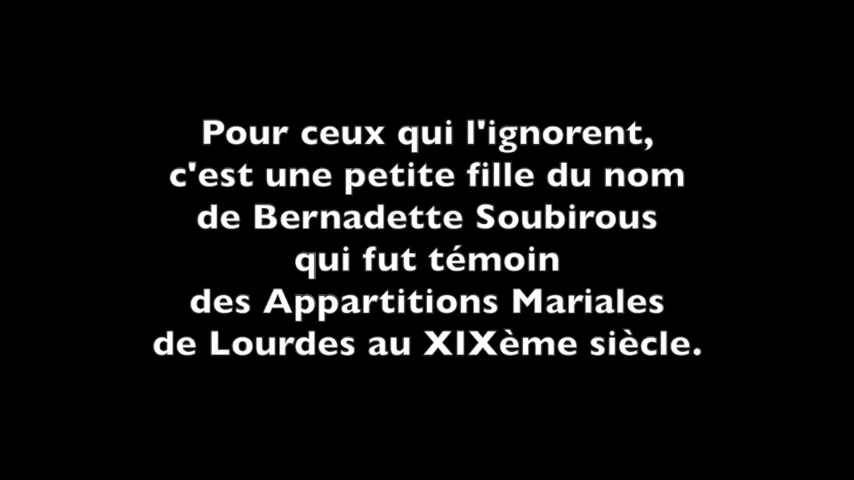 Pour ceux qui l'ignorent,
c'est une petite fille du nom
de Bernadette Soubirous
qui fut témoin
des Appartitions Mariales
de Lourdes au XIXème siècle.